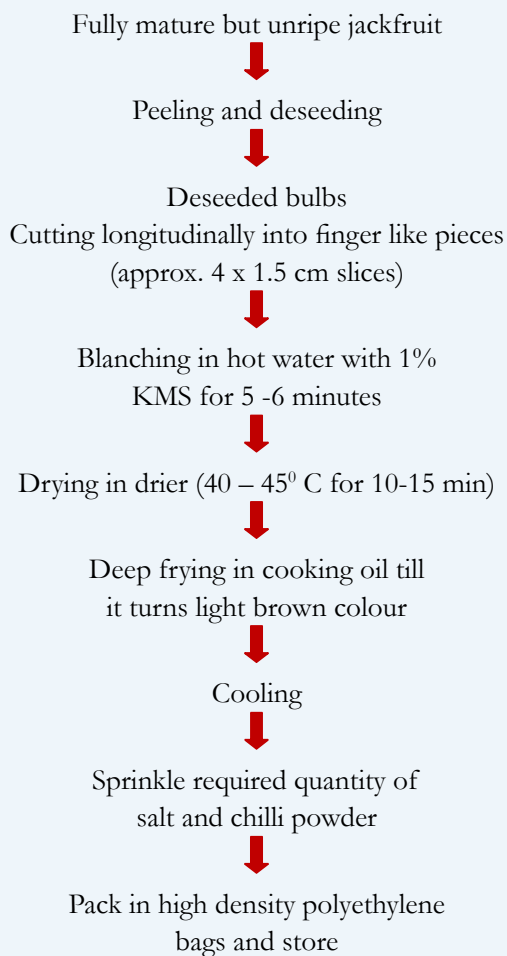 Fully mature but unripe jackfruit
Peeling and deseeding
Deseeded bulbs
Cutting longitudinally into finger like pieces
(approx. 4 x 1.5 cm slices)
Blanching in hot water with 1%
KMS for 5 -6 minutes
Drying in drier (40 – 45⁰ C for 10-15 min)
Deep frying in cooking oil till
it turns light brown colour
Cooling
Sprinkle required quantity of
salt and chilli powder
Pack in high density polyethylene
bags and store